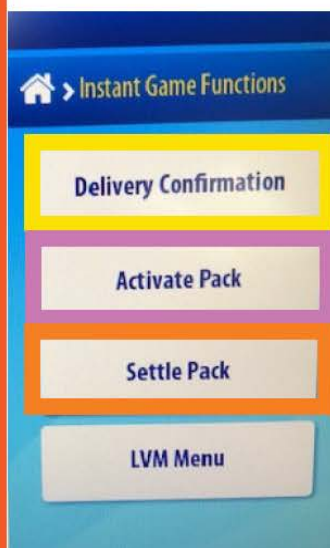 > Instant Game Functions
Delivery Confirmation
Activate Pack
Settle Pack
LVM Menu